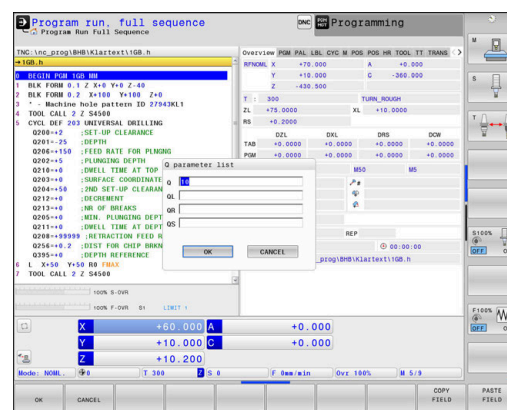 Program run, full sequence
Program Run Full Sequence
DNC
Programming
TNC:\nc_prog\BHB\Klartext\1GB.h
→1GB.h
0 BEGIN PGM 1GB MM
1 BLK FORM 0.1 Z X+0 Y+0 Z-40
2 BLK FORM 0.2 X+100 Y+100 Z+0
3 * - Machine hole pattern ID 27943KL1
4 TOOL CALL 2 Z S4500
5 CYCL DEF 203 UNIVERSAL DRILLING
Q200=+2 ;SET-UP CLEARANCE
Q201=-25 ;DEPTH
Q206=+150 ;FEED RATE FOR PLNGNG
Q202=+5 ;PLUNGING DEPTH
Q210=+0 ;DWELL TIME AT TOP
Q203=+0 ;SURFACE COORDINATE
Q204=+50 ;2ND SET-UP CLEARAN
Q212=+0 ;DECREMENT
Q213=+0 ;NR OF BREAKS
Q205=+0 ;MIN. PLUNGING DEPT
Q211=+0 ;DWELL TIME AT DEPT
Q208=+99999 ;RETRACTION FEED R
Q256=+0.2 ;DIST FOR CHIP BRKN
Q395=+0 ;DEPTH REFERENCE
6 L X+50 Y+50 R0 FMAX
7 TOOL CALL 2 Z S4500
100% S-OVR
100% F-OVR S1 LIMIT 1
Overview PGM PAL LBL CYC M POS POS HR TOOL TT TRANS
RFNOML X +70.000 A +0.000
Y +10.000 C -360.000
Z -430.500
T : 300 TURN_ROUGH
ZL +75.0000 XL +10.0000
RS +0.2000
DZL DXL DRS DCW
TAB +0.0000 +0.0000 +0.0000 +0.0000
PGM +0.0000 +0.0000 +0.0000 +0.0000
M50 M5
REP
00:00:00
_prog\BHB\Klartext\1GB.h
Q parameter list
Q 10
QL
QR
QS
OK CANCEL
X +60.000 A +0.000
Y +10.000 C +0.000
Z +10.200
Mode: NOML. 0 T 300 Z S 0 F 0mm/min Ovr 100% M 5/9
OK CANCEL COPY FIELD PASTE FIELD
M
S
T
S100%
OFF
F100%
OFF